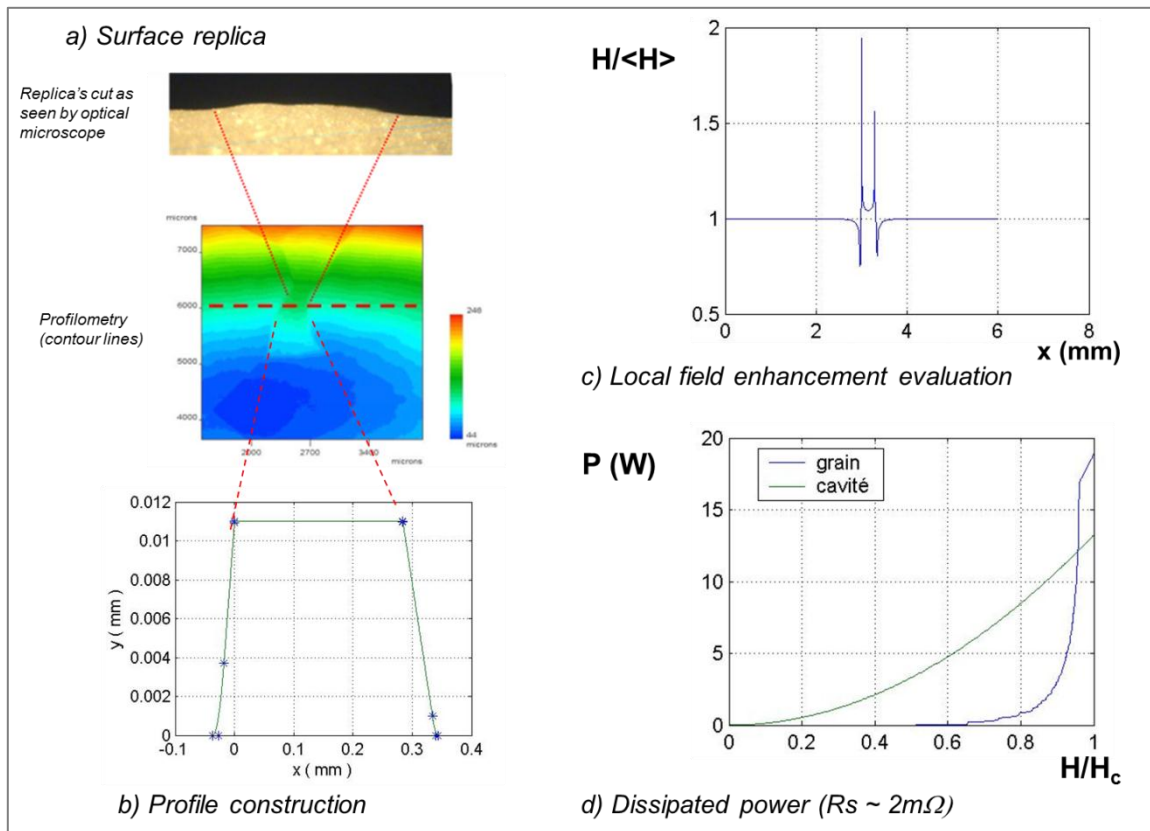 a) Surface replica
Replica's cut as
seen by optical
microscope
microns
7000
6000
5000
4000
2000
2700
3400
microns
248
44
microns
Profilometry
(contour lines)
0.012
0.01
0.008
0.006
0.004
0.002
0
y ( mm )
-0.1
0
0.1
0.2
0.3
0.4
x ( mm )
b) Profile construction
H/<H>
2
1.5
1
0.5
0
2
4
6
8
x (mm)
c) Local field enhancement evaluation
P (W)
20
15
10
5
0
grain
cavité
0
0.2
0.4
0.6
0.8
1
H/Hc
d) Dissipated power (Rs ~ 2mΩ)